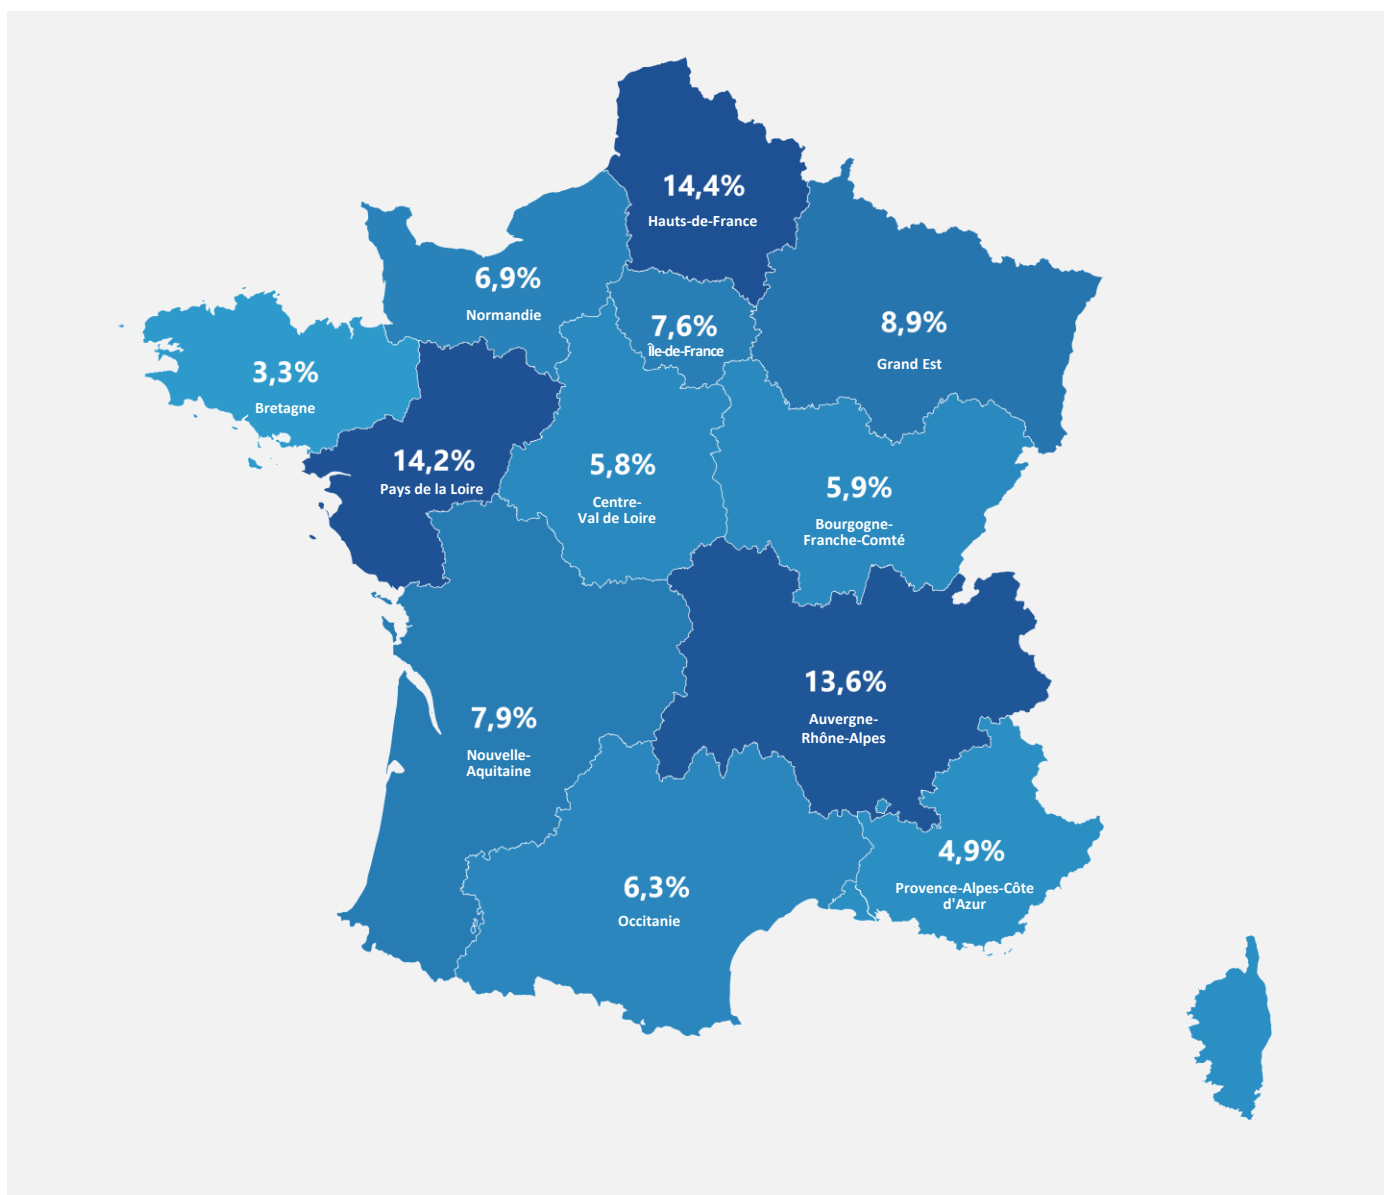 14,4%
Hauts-de-France
6,9%
Normandie
7,6%
Île-de-France
8,9%
Grand Est
3,3%
Bretagne
14,2%
Pays de la Loire
5,8%
Centre-
Val de Loire
5,9%
Bourgogne-
Franche-Comté
13,6%
Auvergne-
Rhône-Alpes
7,9%
Nouvelle-
Aquitaine
4,9%
Provence-Alpes-Côte
d'Azur
6,3%
Occitanie